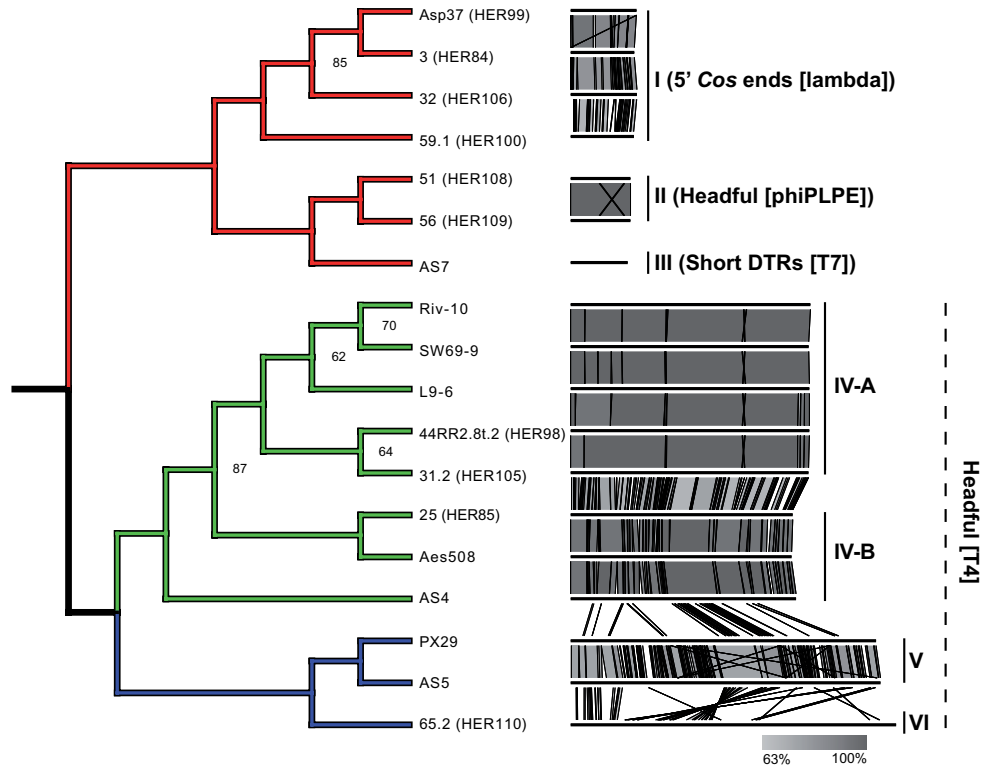 Asp37 (HER99)
85
3 (HER84)
I (5’ Cos ends [lambda])
32 (HER106)
59.1 (HER100)
51 (HER108)
II (Headful [phiPLPE])
56 (HER109)
AS7
III (Short DTRs [T7])
Riv-10
70
62
SW69-9
L9-6
IV-A
44RR2.8t.2 (HER98)
64
87
31.2 (HER105)
25 (HER85)
Aes508
IV-B
AS4
Headful [T4]
PX29
V
AS5
65.2 (HER110)
VI
63%
100%